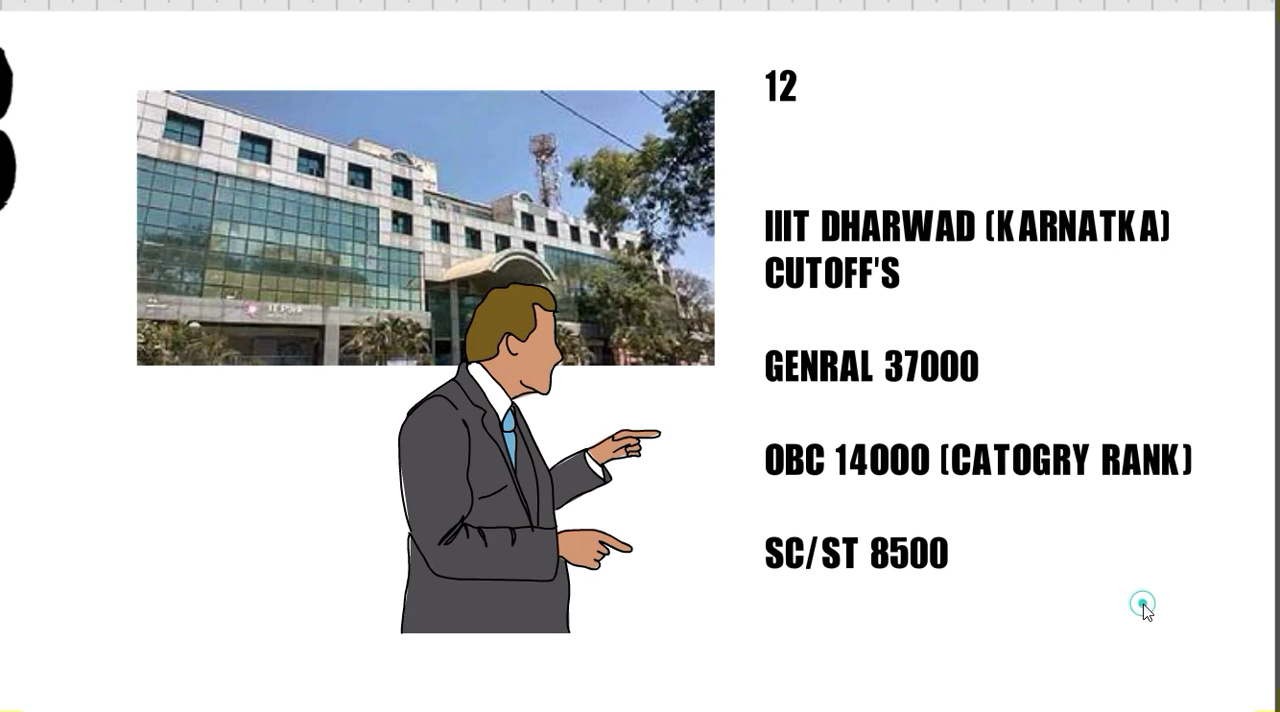 12
IIIT DHARWAD (KARNATKA)
CUTOFF'S
GENRAL 37000
OBC 14000 (CATOGRY RANK)
SC/ST 8500